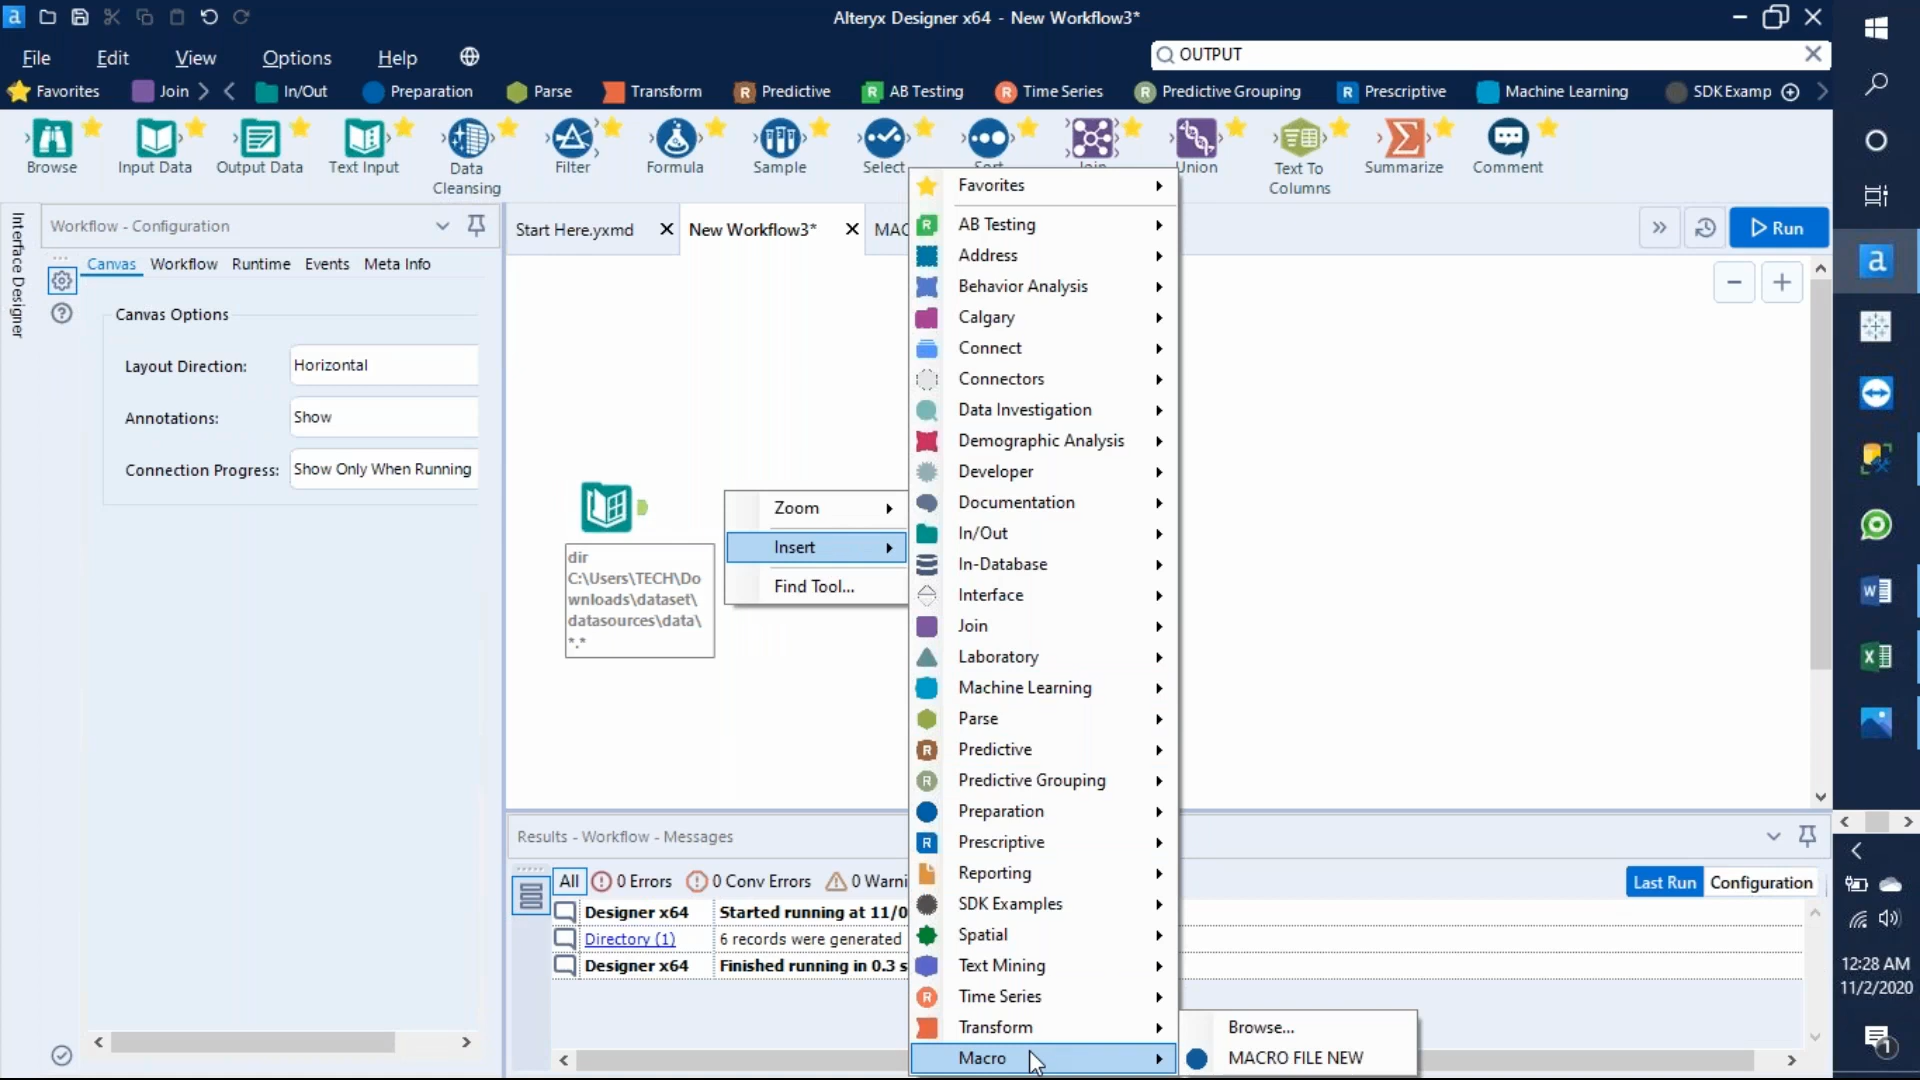 Alteryx Designer x64 - New Workflow3*
File Edit View Options Help
OUTPUT
Favorites Join In/Out Preparation Parse Transform Predictive AB Testing Time Series Predictive Grouping Prescriptive Machine Learning SDK Examp
Browse Input Data Output Data Text Input Data Cleansing Filter Formula Sample Select Sort Join Union Text To Columns Summarize Comment
Interface Designer
Workflow - Configuration
Start Here.yxmd New Workflow3* MAC
Run
Canvas Workflow Runtime Events Meta Info
Canvas Options
Layout Direction: Horizontal
Annotations: Show
Connection Progress: Show Only When Running
dir
C:\Users\TECH\Do
wnloads\dataset\
datasources\data\
*.*
Zoom
Insert
Find Tool...
Favorites
AB Testing
Address
Behavior Analysis
Calgary
Connect
Connectors
Data Investigation
Demographic Analysis
Developer
Documentation
In/Out
In-Database
Interface
Join
Laboratory
Machine Learning
Parse
Predictive
Predictive Grouping
Preparation
Prescriptive
Reporting
SDK Examples
Spatial
Text Mining
Time Series
Transform
Macro
Browse...
MACRO FILE NEW
Results - Workflow - Messages
All 0 Errors 0 Conv Errors 0 Warni
Last Run Configuration
Designer x64 Started running at 11/0
Directory (1) 6 records were generated
Designer x64 Finished running in 0.3 s
12:28 AM
11/2/2020
1